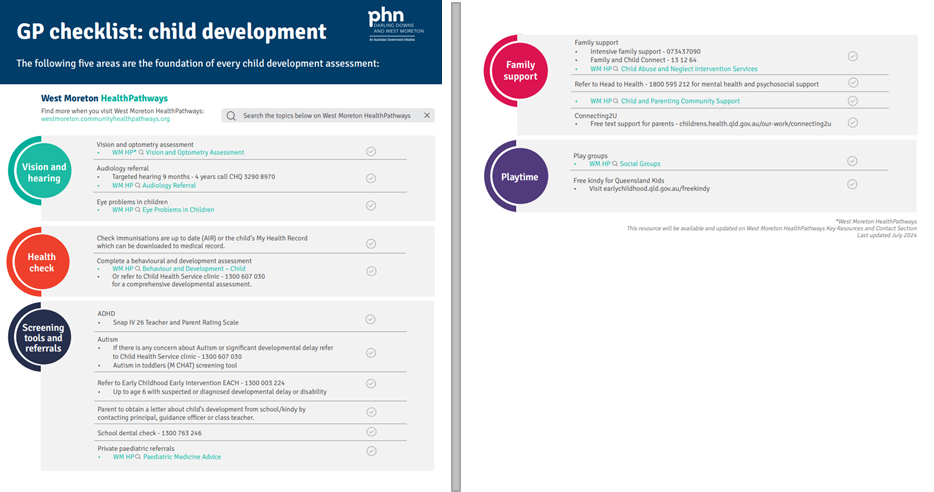 GP checklist: child development
phn
DARLING DOWNS
AND WEST MORETON
An Australian Government Initiative
The following five areas are the foundation of every child development assessment:
West Moreton HealthPathways
Find more when you visit West Moreton HealthPathways:
westmoreton.communityhealthpathways.org
Search the topics below on West Moreton HealthPathways
Vision and
hearing
Vision and optometry assessment
• WM HP* Vision and Optometry Assessment
Audiology referral
• Targeted hearing 9 months - 4 years call CHQ 3290 8970
• WM HP Audiology Referral
Eye problems in children
• WM HP Eye Problems in Children
Health
check
Check immunisations are up to date (AIR) or the child's My Health Record
which can be downloaded to medical record.
Complete a behavioural and development assessment
• WM HP Behaviour and Development – Child
• Or refer to Child Health Service clinic - 1300 607 030
for a comprehensive developmental assessment.
Screening
tools and
referrals
ADHD
• Snap IV 26 Teacher and Parent Rating Scale
Autism
• If there is any concern about Autism or significant developmental delay refer
to Child Health Service clinic - 1300 607 030
• Autism in toddlers (M CHAT) screening tool
Refer to Early Childhood Early Intervention EACH - 1300 003 224
• Up to age 6 with suspected or diagnosed developmental delay or disability
Parent to obtain a letter about child's development from school/kindy by
contacting principal, guidance officer or class teacher.
School dental check - 1300 763 246
Private paediatric referrals
• WM HP Paediatric Medicine Advice
Family
support
Family support
• Intensive family support - 073437090
• Family and Child Connect - 13 12 64
• WM HP Child Abuse and Neglect Intervention Services
Refer to Head to Health - 1800 595 212 for mental health and psychosocial support
• WM HP Child and Parenting Community Support
Connecting2U
• Free text support for parents - childrens.health.qld.gov.au/our-work/connecting2u
Playtime
Play groups
• WM HP Social Groups
Free kindy for Queensland Kids
• Visit earlychildhood.qld.gov.au/freekindy
*West Moreton HealthPathways
This resource will be available and updated on West Moreton HealthPathways Key Resources and Contact Section
Last updated July 2024